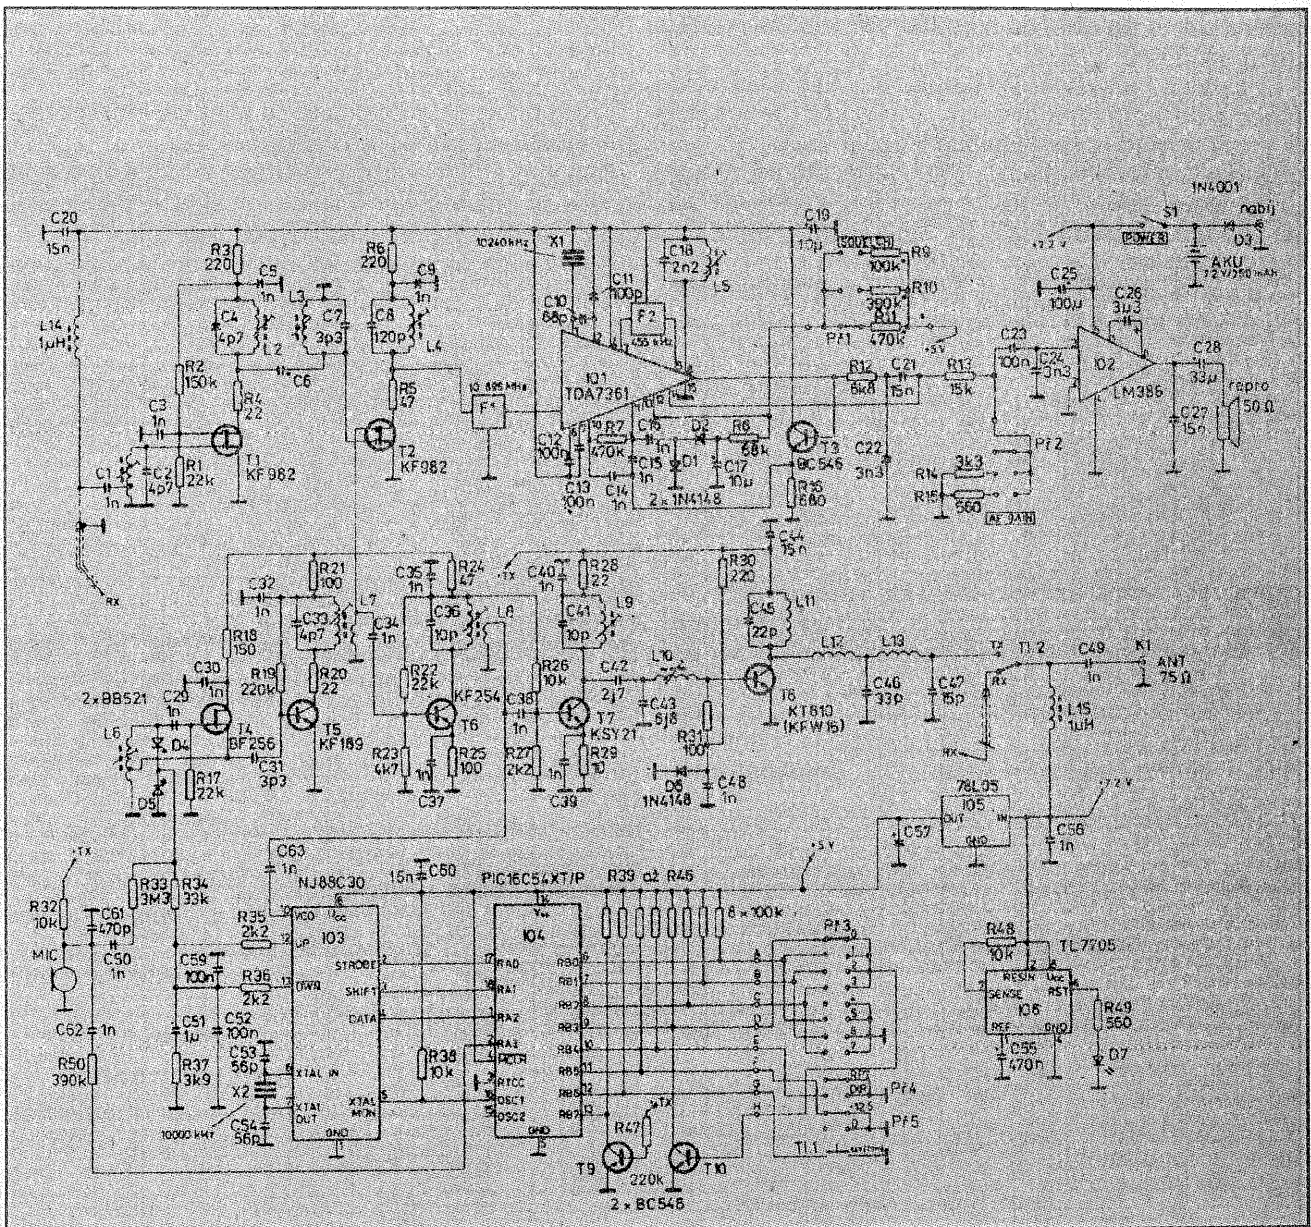 C20
15n
R3
220
C5
1n
C4
4p7
L2
L3
C7
3p3
C6
R6
220
C9
1n
C8
120p
L4
L14
1µH
R2
150k
R4
22
R5
47
C3
1n
T1
KF982
T2
KF982
C1
1n
C2
4p7
R1
22k
RX
X1
10240kHz
C10
68p
C11
100p
F2
455 kHz
C18
2n2
L5
F1
IO1
TDA7361
C12
100n
C13
100n
R7
470k
C16
1n
C15
1n
C14
1n
D2
D1
C17
10µ
2 x 1N4148
68k
C19
10µ
SQUELCH
R9
100k
R10
390k
R11
470k
Př1
+5V
R12
6k8
C21
15n
R13
15k
T3
BC546
R16
680
C22
3n3
C23
100n
C24
3n3
+7.2 V
C25
100µ
C26
3µ3
IO2
LM386
C28
33µ
C27
15n
repro
50 Ω
S1
POWER
1N4001
nabíj
D3
AKU
7.2V/250 mAh
R14
3k3
R15
560
Př2
AF GAIN
C32
1n
R21
100
C33
4p7
L7
R18
150
R19
220k
R20
22
C30
1n
C29
1n
2xBB521
L6
D4
D5
T4
BF256
C31
3p3
R17
22k
T5
KF189
C34
1n
C35
1n
R24
47
C36
10p
L8
R22
22k
R23
4k7
KF254
T6
C37
1n
R25
100
+TX
C40
1n
R28
22
C41
10p
L9
R26
10k
C38
1n
R27
2k2
T7
KSY21
C39
1n
R29
10
C42
2j7
L10
C43
6j8
R30
220
C44
15n
C45
22p
L11
T8
KT610
(KFW16)
R31
100
D6
1N4148
C48
1n
L12
L13
C46
33p
C47
15p
TX
RX
Tl.2
C49
1n
K1
ANT
75 Ω
L15
1µH
RX
78L05
IO5
OUT
IN
GND
C57
C56
1n
7.2 V
+5 V
+TX
R32
10k
MIC
C61
470p
C50
1n
R33
3M3
R34
33k
R35
2k2
C59
100n
R36
2k2
C62
1n
R50
390k
C51
1µ
R37
3k9
C52
100n
C53
56p
X2
10000 kHz
C54
56p
C63
1n
NJ88C30
IO3
VCO
Ucc
UP
DWN
STROBE
SHIFT
DATA
XTAL IN
XTAL OUT
XTAL MON
GND
15n
C60
R38
10k
PIC16C54XT/P
IO4
RA0
RA1
RA2
RA3
MCLR
RTCC
OSC1
OSC2
GND
RB0
RB1
RB2
RB3
RB4
RB5
RB6
RB7
R39 až R46
8 x 100k
A
B
C
D
E
Př3
Př4
Př5
Tl.1
T9
R47
220k
+TX
T10
2 x BC546
R48
10k
TL7705
RESIN
Ucc
SENSE
RST
IO6
REF
GND
C55
470n
R49
560
D7